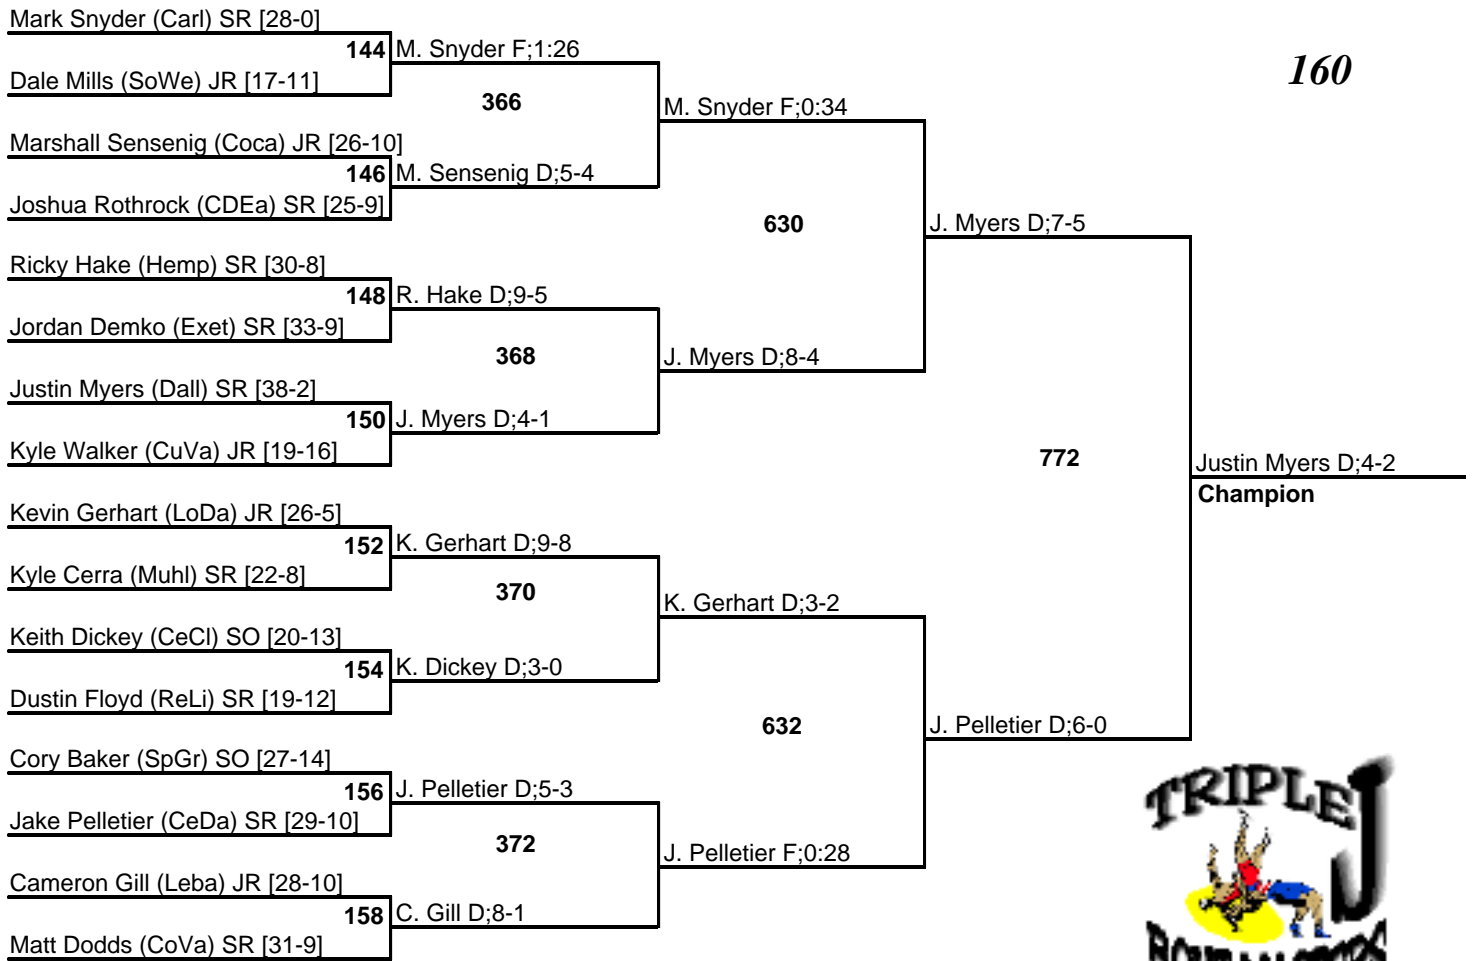 Mark Snyder (Carl) SR [28-0]
144 M. Snyder F;1:26
160
Dale Mills (SoWe) JR [17-11]
366
M. Snyder F;0:34
Marshall Sensenig (Coca) JR [26-10]
146 M. Sensenig D;5-4
Joshua Rothrock (CDEa) SR [25-9]
630
J. Myers D;7-5
Ricky Hake (Hemp) SR [30-8]
148 R. Hake D;9-5
Jordan Demko (Exet) SR [33-9]
368
J. Myers D;8-4
Justin Myers (Dall) SR [38-2]
150 J. Myers D;4-1
Kyle Walker (CuVa) JR [19-16]
772
Justin Myers D;4-2
Champion
Kevin Gerhart (LoDa) JR [26-5]
152 K. Gerhart D;9-8
Kyle Cerra (Muhl) SR [22-8]
370
K. Gerhart D;3-2
Keith Dickey (CeCl) SO [20-13]
154 K. Dickey D;3-0
Dustin Floyd (ReLi) SR [19-12]
632
J. Pelletier D;6-0
Cory Baker (SpGr) SO [27-14]
156 J. Pelletier D;5-3
Jake Pelletier (CeDa) SR [29-10]
372
J. Pelletier F;0:28
Cameron Gill (Leba) JR [28-10]
158 C. Gill D;8-1
Matt Dodds (CoVa) SR [31-9]
TRIPLE J